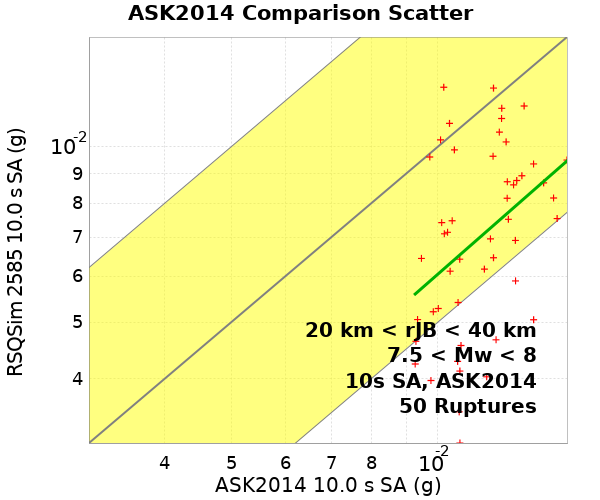 ASK2014 Comparison Scatter
RSQSim 2585 10.0 s SA (g)
10-2
9
8
7
6
5
4
20 km < rJB < 40 km
7.5 < Mw < 8
10s SA, ASK2014
50 Ruptures
4 5 6 7 8 10-2
ASK2014 10.0 s SA (g)